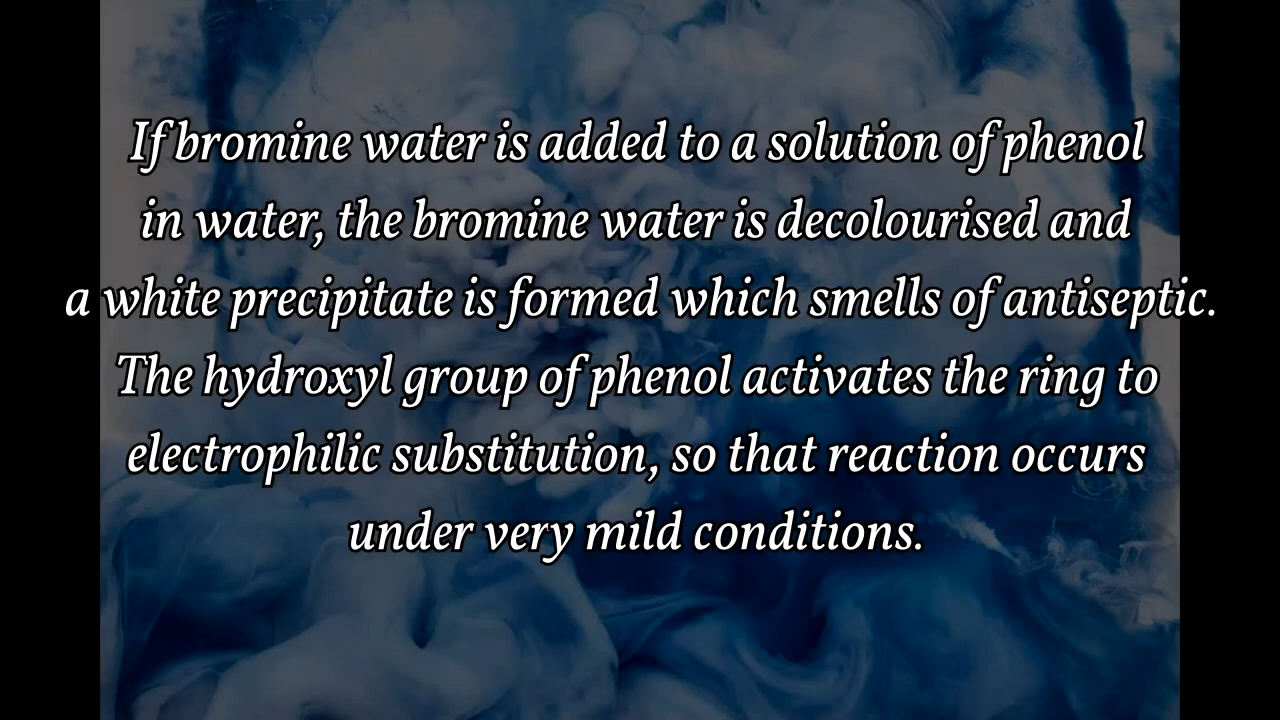 If bromine water is added to a solution of phenol
in water, the bromine water is decolourised and
a white precipitate is formed which smells of antiseptic.
The hydroxyl group of phenol activates the ring to
electrophilic substitution, so that reaction occurs
under very mild conditions.